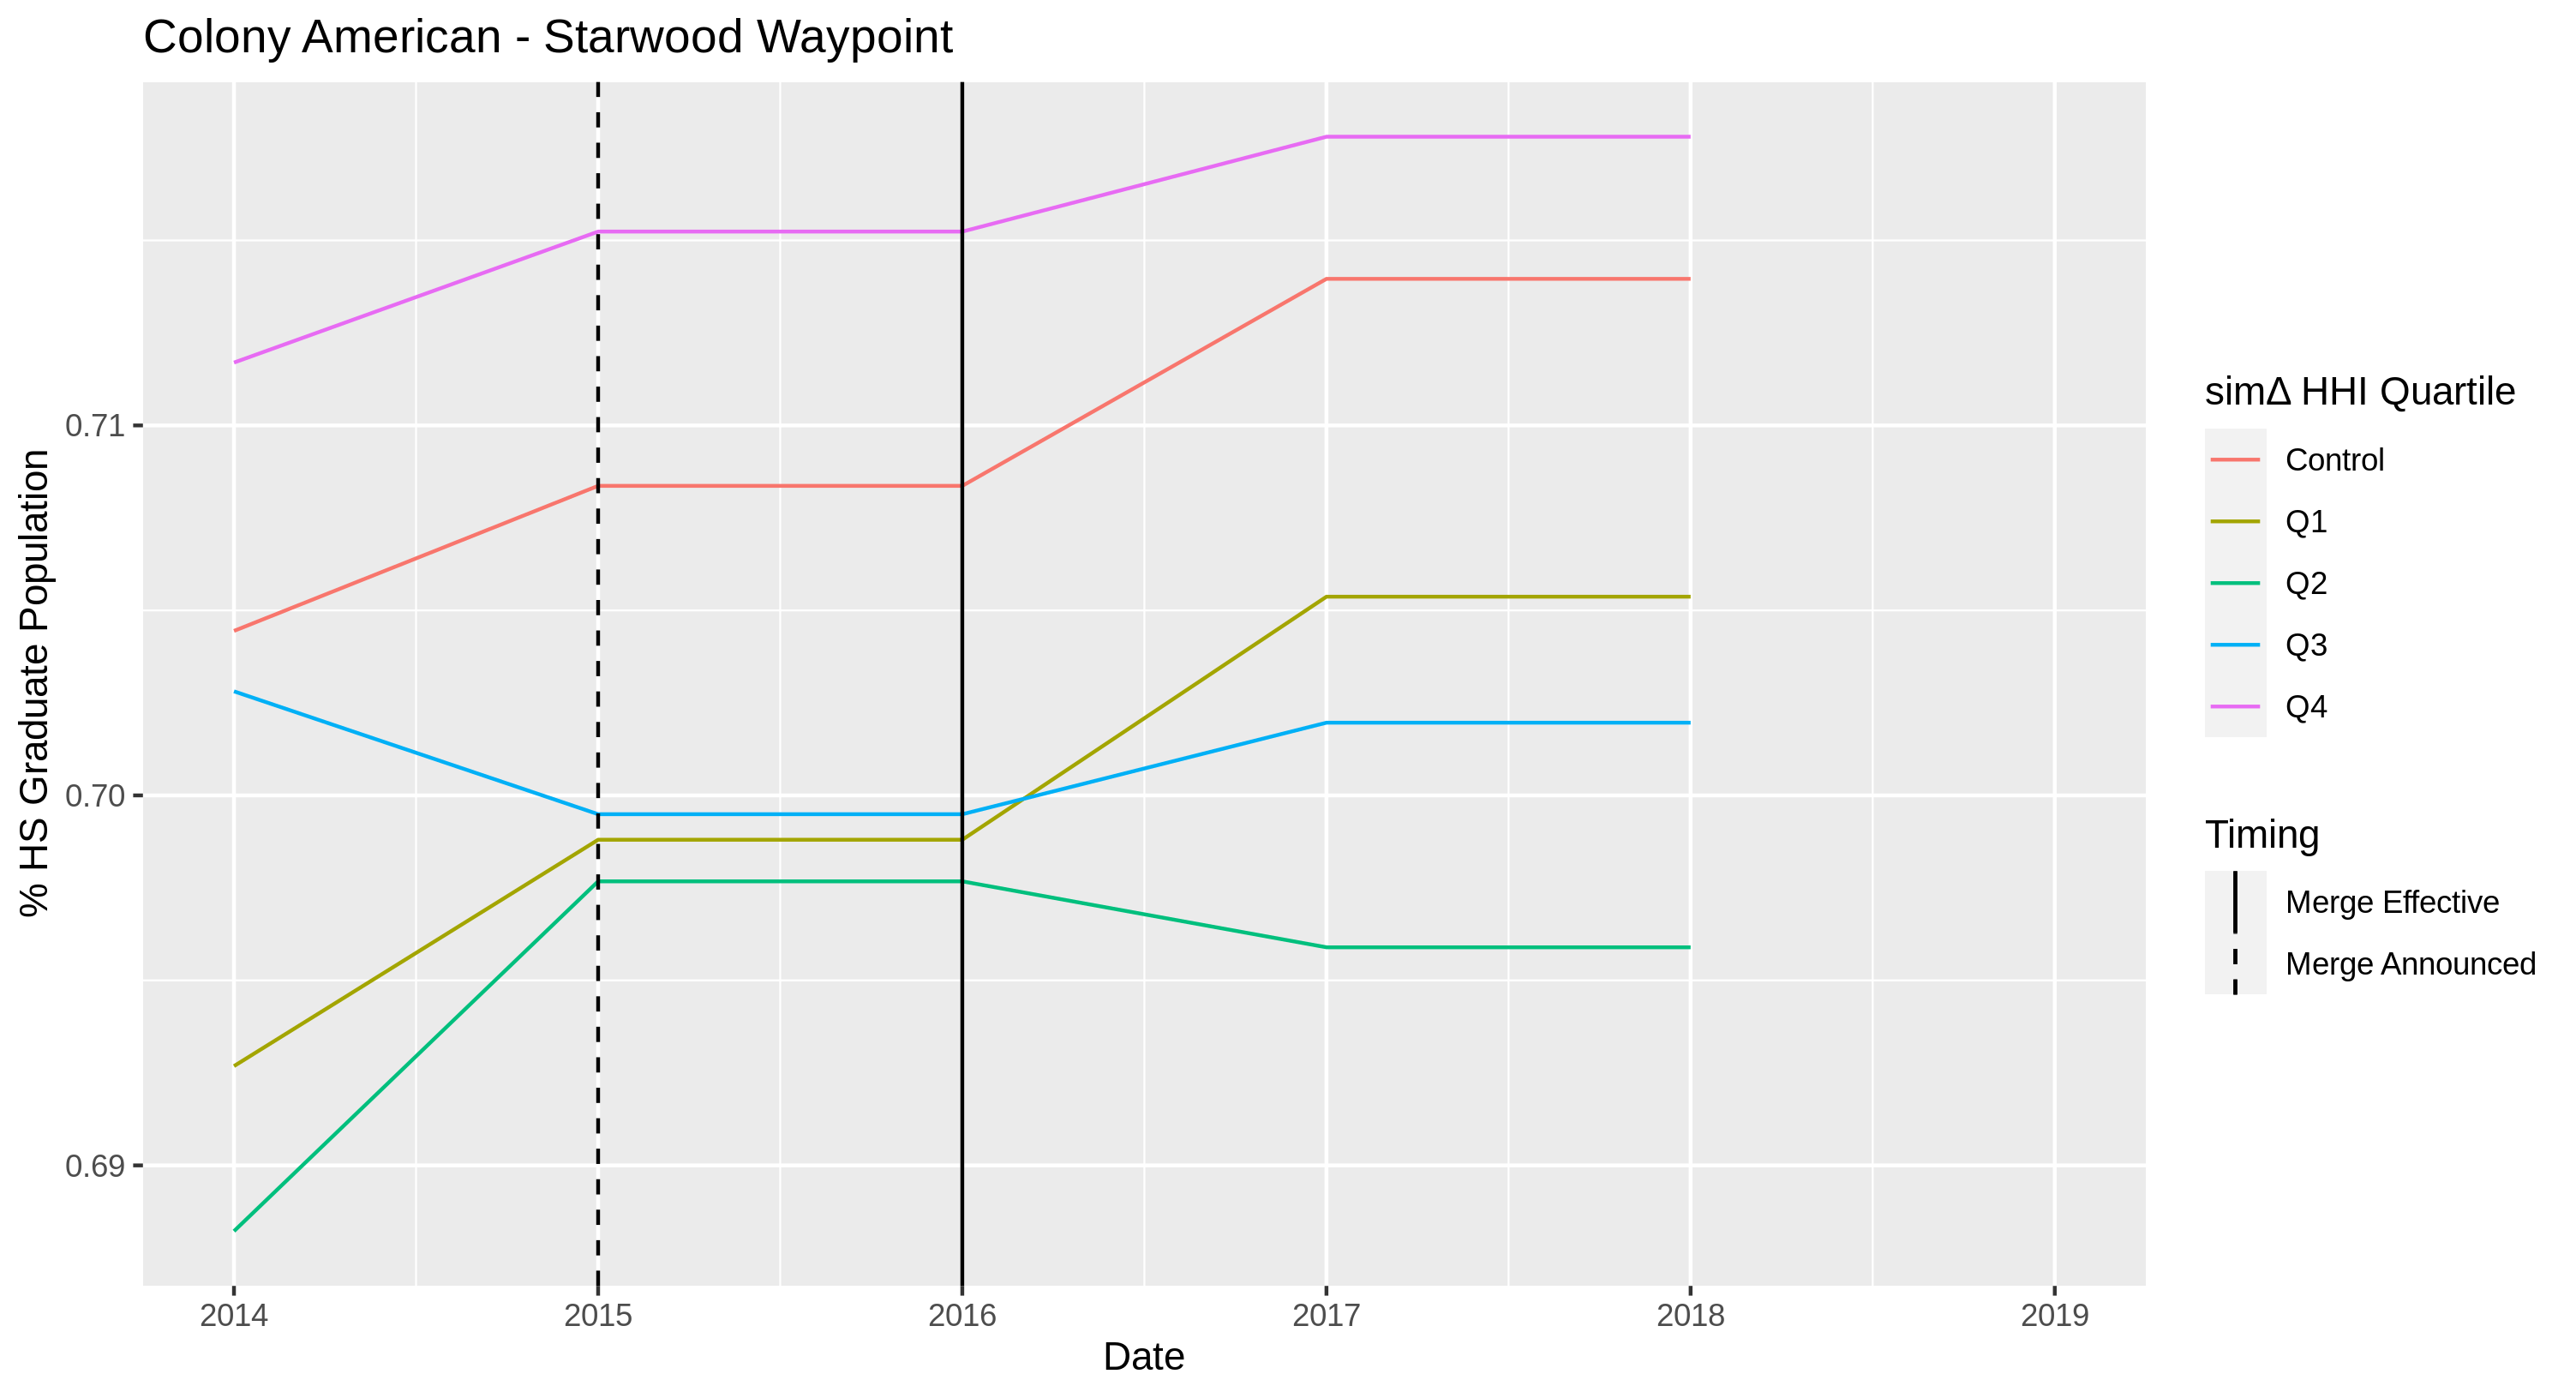 Colony American - Starwood Waypoint
% HS Graduate Population
0.71
0.70
0.69
2014 2015 2016 2017 2018 2019
Date
simΔ HHI Quartile
Control
Q1
Q2
Q3
Q4
Timing
Merge Effective
Merge Announced